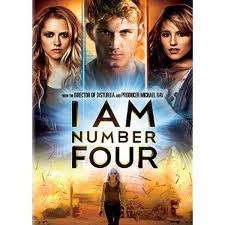 FROM THE DIRECTOR OF DISTURBIA AND PRODUCER MICHAEL BAY
I AM
NUMBER
FOUR